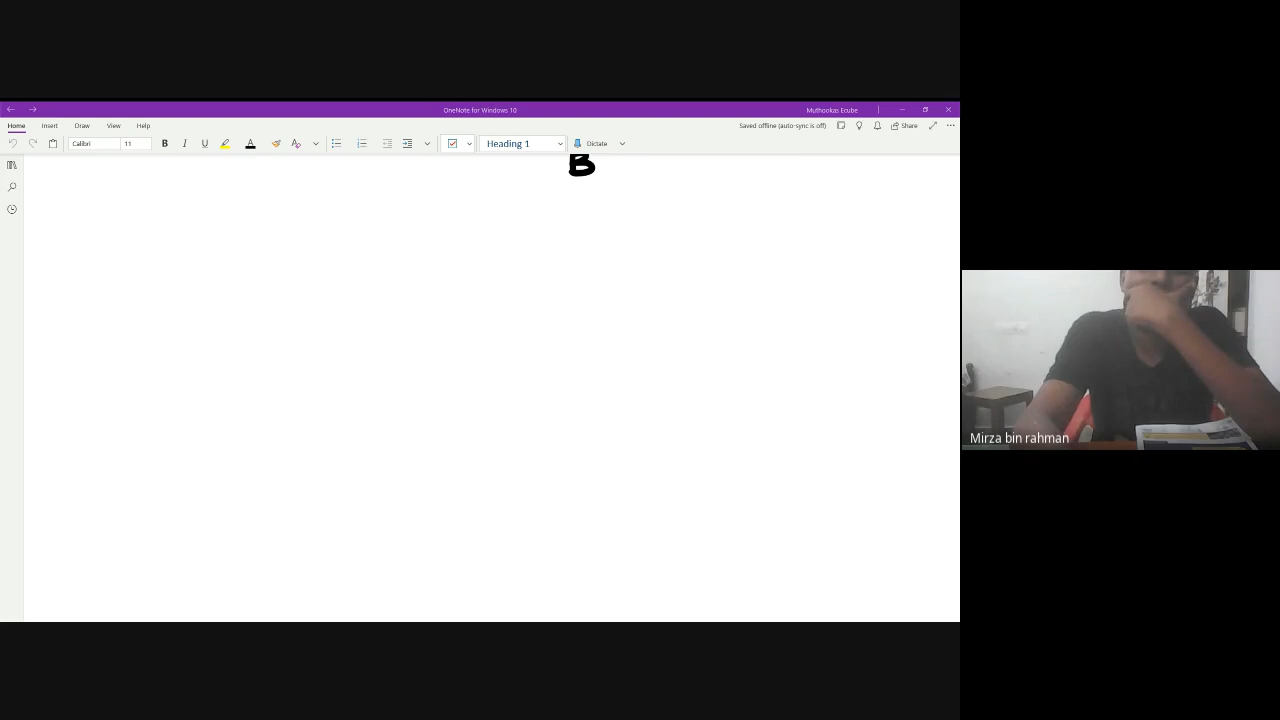 OneNote for Windows 10
Muthookas Ecube
Home Insert Draw View Help
Saved offline (auto-sync is off) Share
Calibri 11 B I U A Heading 1 Dictate
B
Mirza bin rahman